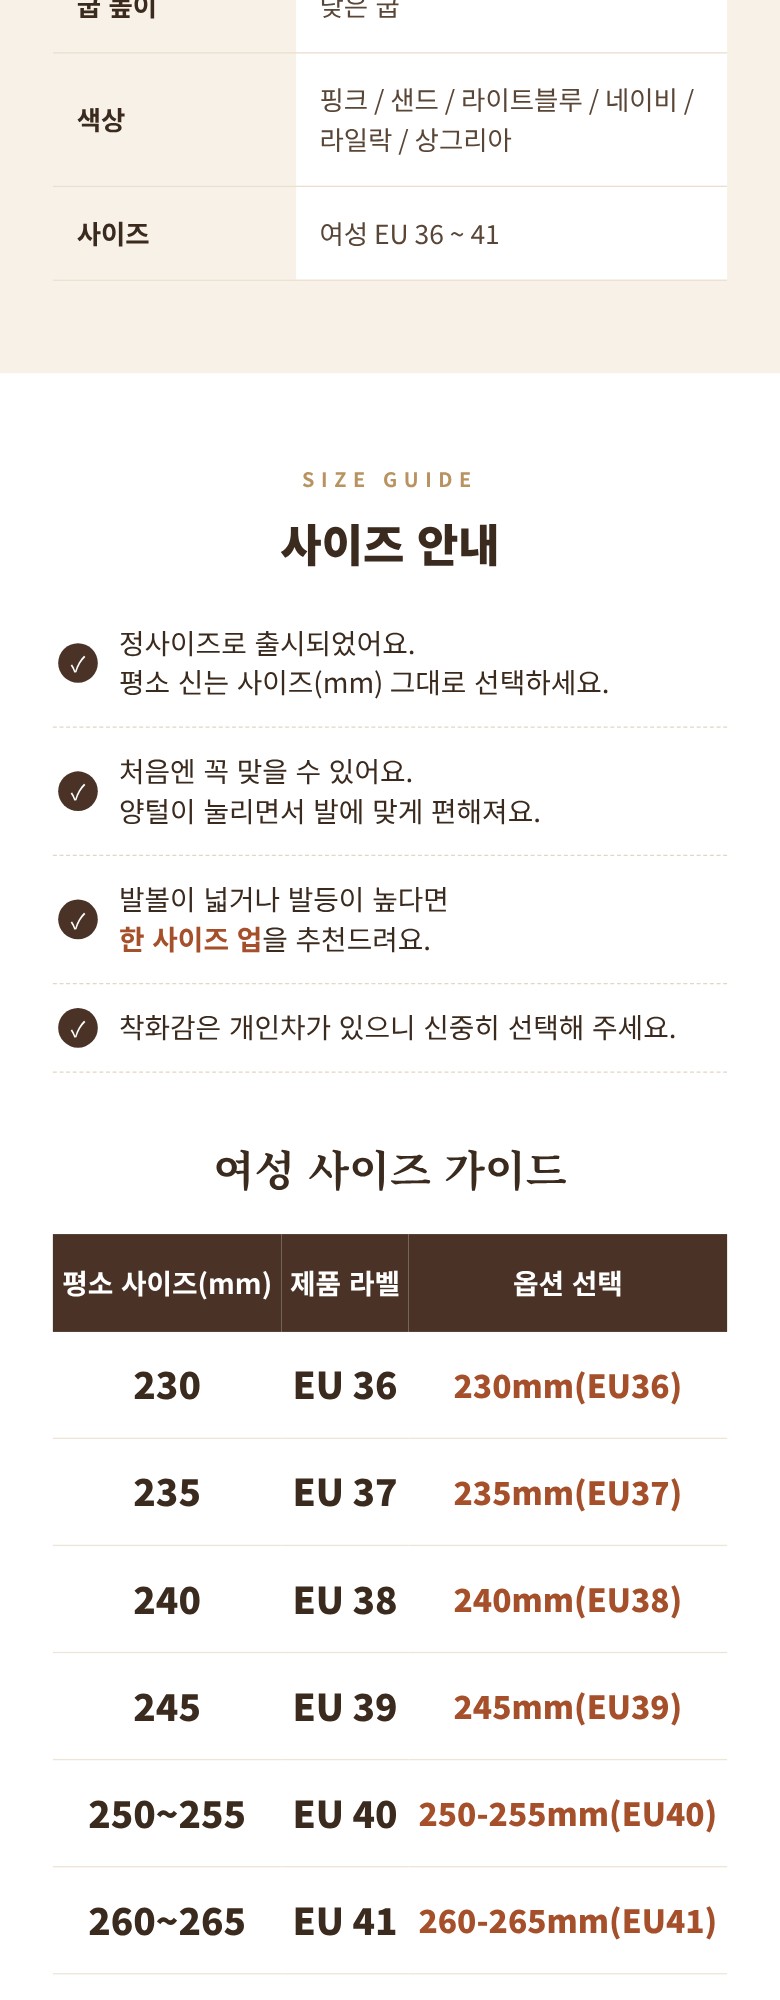 굽 높이
낮은 굽
색상
핑크 / 샌드 / 라이트블루 / 네이비 /
라일락 / 상그리아
사이즈
여성 EU 36 ~ 41
SIZE GUIDE
사이즈 안내
✓ 정사이즈로 출시되었어요.
평소 신는 사이즈(mm) 그대로 선택하세요.
✓ 처음엔 꼭 맞을 수 있어요.
양털이 눌리면서 발에 맞게 편해져요.
✓ 발볼이 넓거나 발등이 높다면
한 사이즈 업을 추천드려요.
✓ 착화감은 개인차가 있으니 신중히 선택해 주세요.
여성 사이즈 가이드
평소 사이즈(mm) 제품 라벨 옵션 선택
230 EU 36 230mm(EU36)
235 EU 37 235mm(EU37)
240 EU 38 240mm(EU38)
245 EU 39 245mm(EU39)
250~255 EU 40 250-255mm(EU40)
260~265 EU 41 260-265mm(EU41)